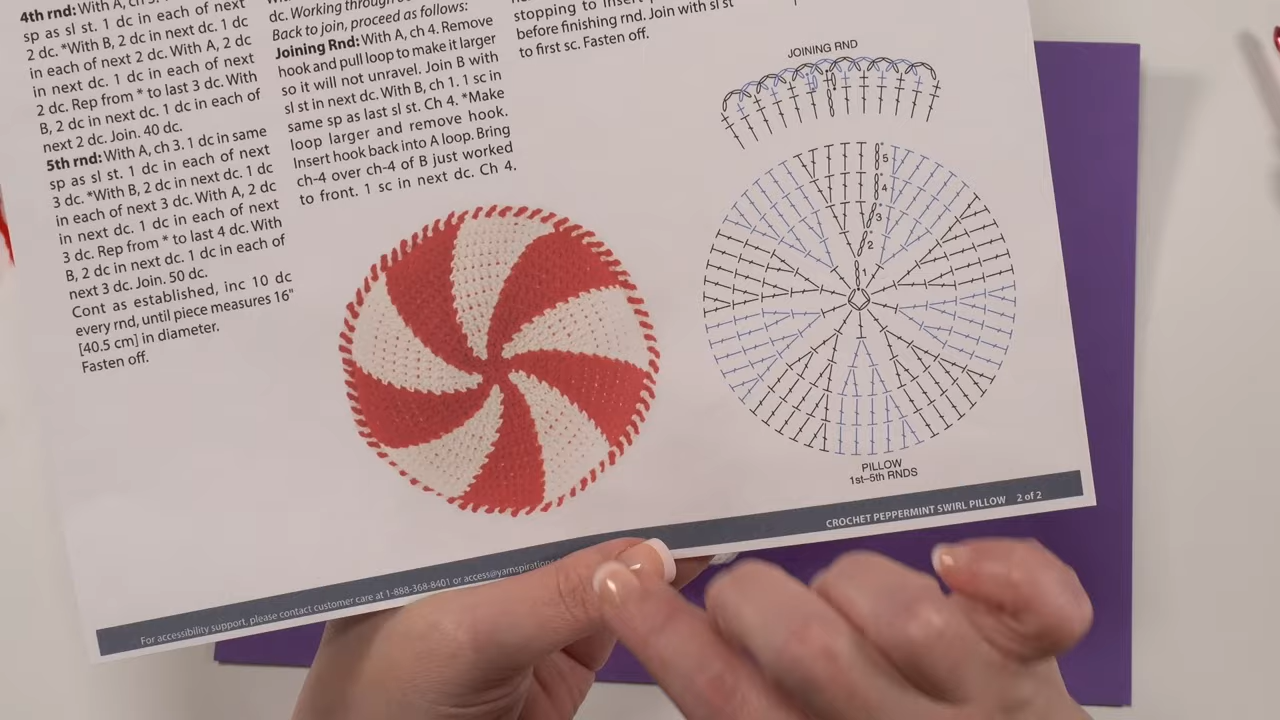 4th rnd: With A, ch 3.
sp as sl st. 1 dc in each of next
2 dc. *With B, 2 dc in next dc. 1 dc
in each of next 2 dc. With A, 2 dc
in next dc. 1 dc in each of next
2 dc. Rep from * to last 3 dc. With
B, 2 dc in next dc. 1 dc in each of
next 2 dc. Join. 40 dc.
5th rnd: With A, ch 3. 1 dc in same
sp as sl st. 1 dc in each of next
3 dc. *With B, 2 dc in next dc. 1 dc
in each of next 3 dc. With A, 2 dc
in next dc. 1 dc in each of next
3 dc. Rep from * to last 4 dc. With
B, 2 dc in next dc. 1 dc in each of
next 3 dc. Join. 50 dc.
Cont as established, inc 10 dc
every rnd, until piece measures 16"
[40.5 cm] in diameter.
Fasten off.
dc. Working through
Back to join, proceed as follows:
Joining Rnd: With A, ch 4. Remove
hook and pull loop to make it larger
so it will not unravel. Join B with
sl st in next dc. With B, ch 1. 1 sc in
same sp as last sl st. Ch 4. *Make
loop larger and remove hook.
Insert hook back into A loop. Bring
ch-4 over ch-4 of B just worked
to front. 1 sc in next dc. Ch 4.
stopping to insert
before finishing rnd. Join with sl st
to first sc. Fasten off.
JOINING RND
5
4
3
2
1
PILLOW
1st–5th RNDS
For accessibility support, please contact customer care at 1-888-368-8401 or access@yarnspirations
CROCHET PEPPERMINT SWIRL PILLOW 2 of 2